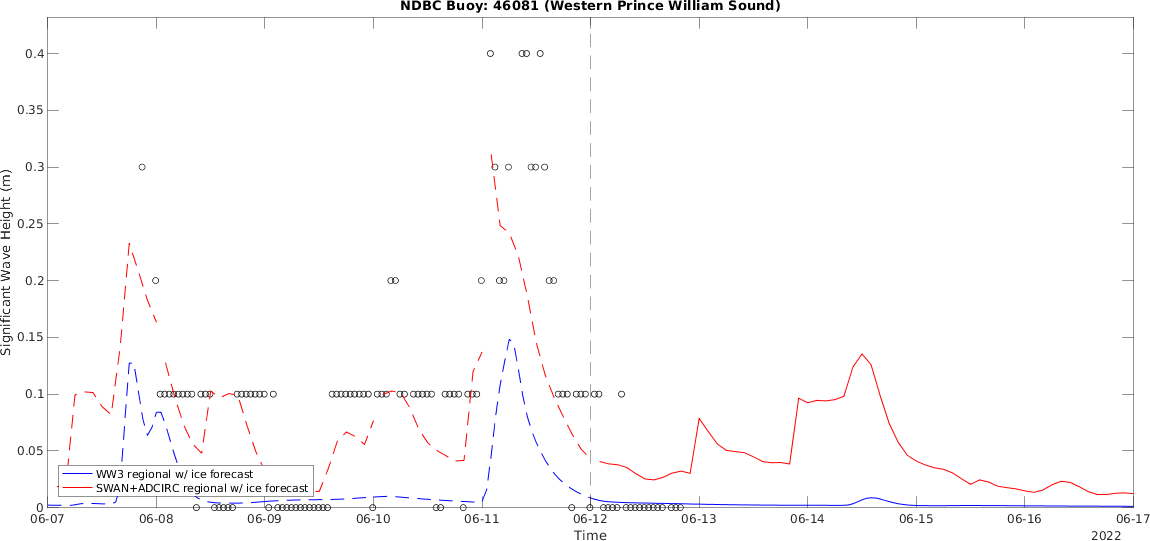 NDBC Buoy: 46081 (Western Prince William Sound)
Significant Wave Height (m)
0.4
0.35
0.3
0.25
0.2
0.15
0.1
0.05
0
WW3 regional w/ ice forecast
SWAN+ADCIRC regional w/ ice forecast
06-07 06-08 06-09 06-10 06-11 06-12 06-13 06-14 06-15 06-16 06-17
Time
2022